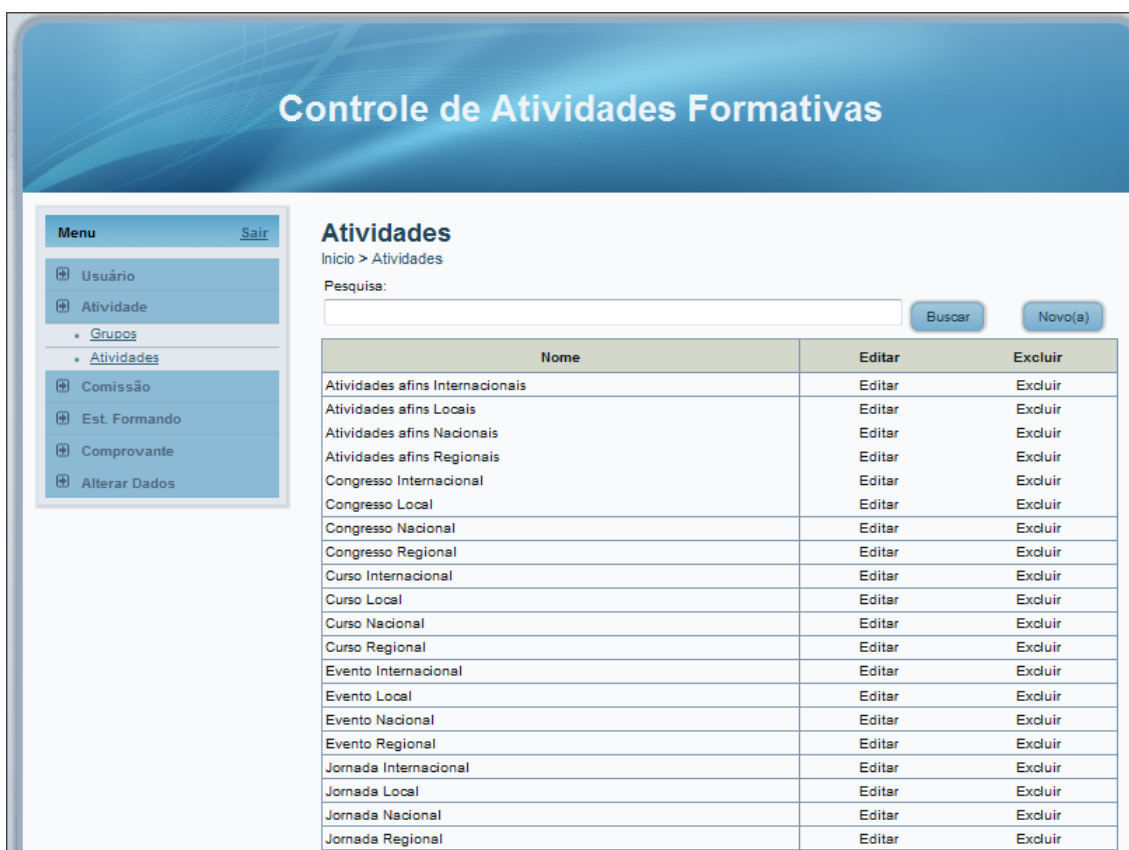 Controle de Atividades Formativas
Menu Sair
Usuário
Atividade
Grupos
Atividades
Comissão
Est. Formando
Comprovante
Alterar Dados
Atividades
Inicio > Atividades
Pesquisa:
Buscar Novo(a)
Nome Editar Excluir
Atividades afins Internacionais Editar Excluir
Atividades afins Locais Editar Excluir
Atividades afins Nacionais Editar Excluir
Atividades afins Regionais Editar Excluir
Congresso Internacional Editar Excluir
Congresso Local Editar Excluir
Congresso Nacional Editar Excluir
Congresso Regional Editar Excluir
Curso Internacional Editar Excluir
Curso Local Editar Excluir
Curso Nacional Editar Excluir
Curso Regional Editar Excluir
Evento Internacional Editar Excluir
Evento Local Editar Excluir
Evento Nacional Editar Excluir
Evento Regional Editar Excluir
Jornada Internacional Editar Excluir
Jornada Local Editar Excluir
Jornada Nacional Editar Excluir
Jornada Regional Editar Excluir